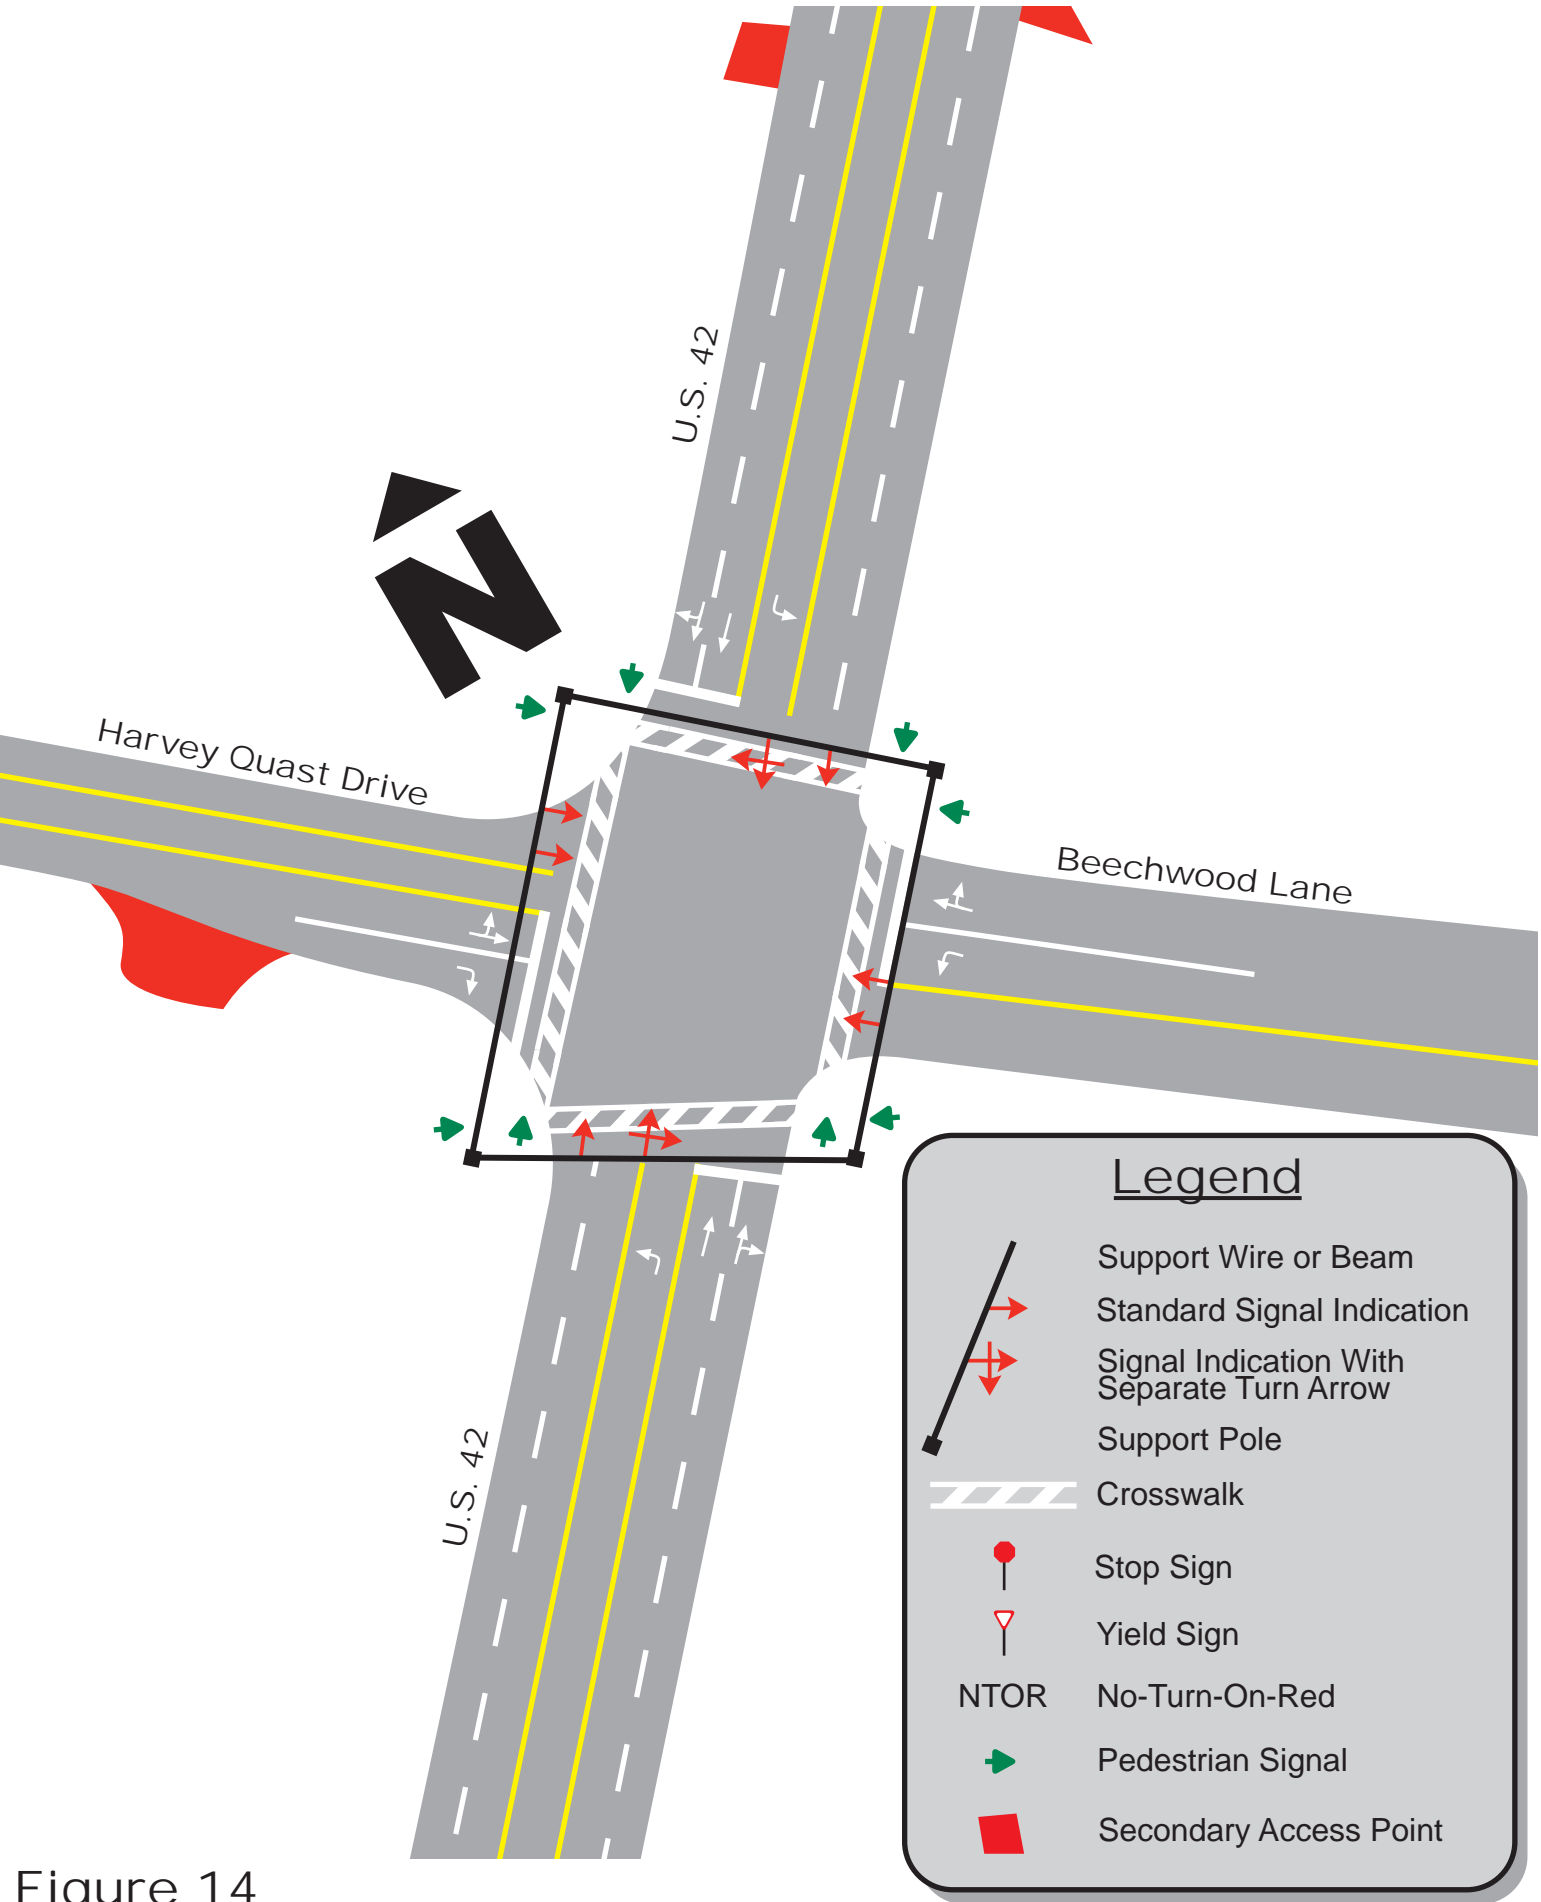 U.S. 42
N
Harvey Quast Drive
Beechwood Lane
U.S. 42
Legend
Support Wire or Beam
Standard Signal Indication
Signal Indication With
Separate Turn Arrow
Support Pole
Crosswalk
Stop Sign
Yield Sign
NTOR No-Turn-On-Red
Pedestrian Signal
Secondary Access Point
Figure 14